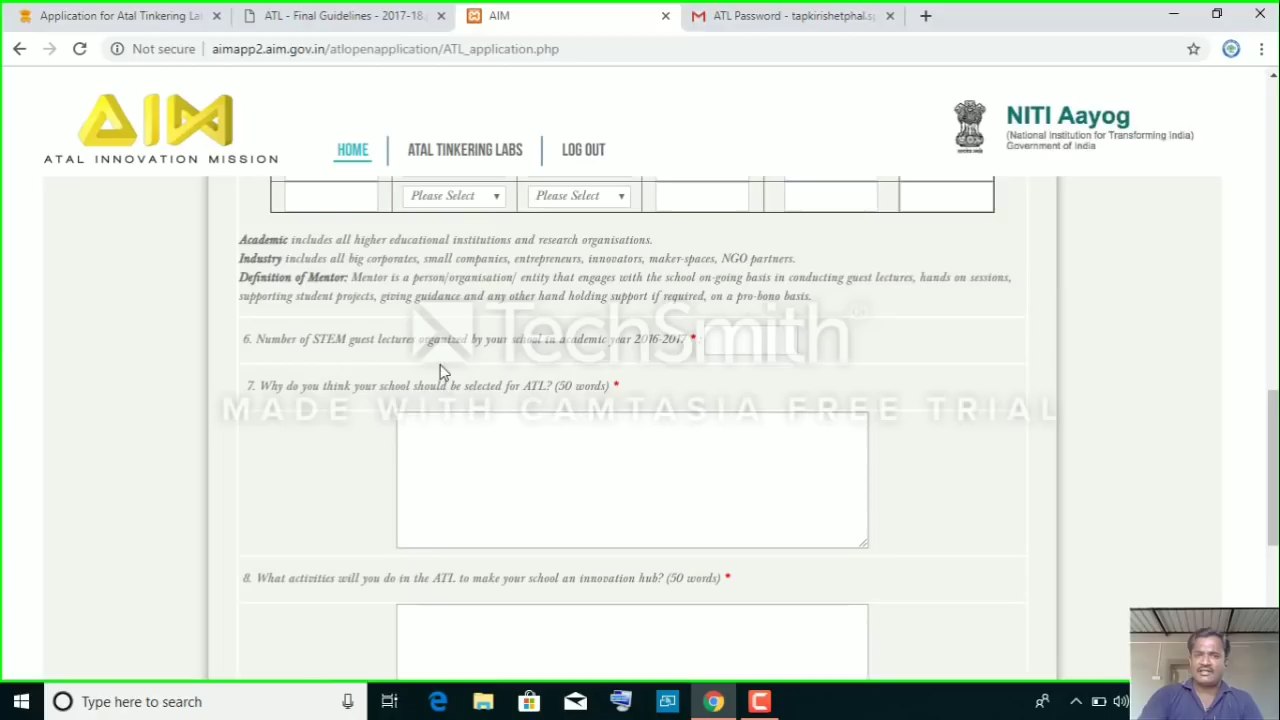 Application for Atal Tinkering La
ATL - Final Guidelines - 2017-18.
AIM
ATL Password - tapkirishetphal.s
Not secure
aimapp2.aim.gov.in/atlopenapplication/ATL_application.php
AIM
ATAL INNOVATION MISSION
HOME
ATAL TINKERING LABS
LOG OUT
NITI Aayog
(National Institution for Transforming India)
Government of India
Please Select
Please Select
Academic includes all higher educational institutions and research organisations.
Industry includes all big corporates, small companies, entrepreneurs, innovators, maker-spaces, NGO partners.
Definition of Mentor: Mentor is a person/organisation/ entity that engages with the school on-going basis in conducting guest lectures, hands on sessions,
supporting student projects, giving guidance and any other hand holding support if required, on a pro-bono basis.
TechSmith
6. Number of STEM guest lectures organized by your school in academic year 2016-2017 * :
7. Why do you think your school should be selected for ATL? (50 words) *
MADE WITH CAMTASIA FREE TRIAL
8. What activities will you do in the ATL to make your school an innovation hub? (50 words) *
Type here to search